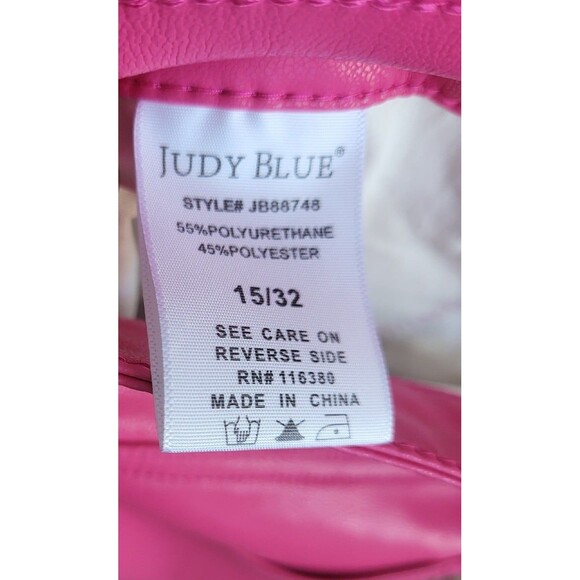 JUDY BLUE®
STYLE# JB88748
55%POLYURETHANE
45%POLYESTER
15/32
SEE CARE ON
REVERSE SIDE
RN# 116380
MADE IN CHINA